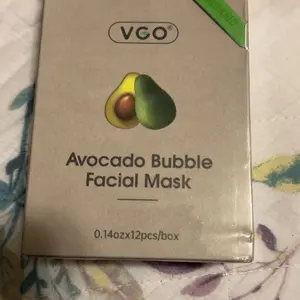 VGO®
Avocado Bubble
Facial Mask
0.14ozx12pcs/box